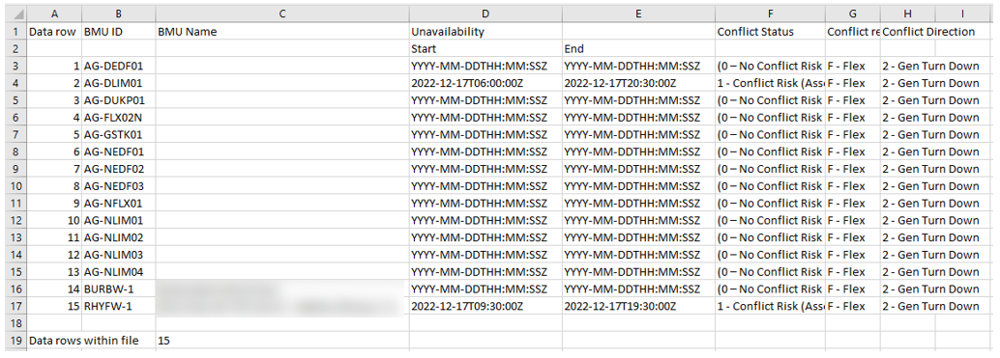 A B C D E F G H I
1 Data row BMU ID BMU Name Unavailability Conflict Status Conflict re Conflict Direction
2 Start End
3 1 AG-DEDF01 YYYY-MM-DDTHH:MM:SSZ YYYY-MM-DDTHH:MM:SSZ (0 – No Conflict Risk F - Flex 2 - Gen Turn Down
4 2 AG-DLIM01 2022-12-17T06:00:00Z 2022-12-17T20:30:00Z 1 - Conflict Risk (Asse F - Flex 2 - Gen Turn Down
5 3 AG-DUKP01 YYYY-MM-DDTHH:MM:SSZ YYYY-MM-DDTHH:MM:SSZ (0 – No Conflict Risk F - Flex 2 - Gen Turn Down
6 4 AG-FLX02N YYYY-MM-DDTHH:MM:SSZ YYYY-MM-DDTHH:MM:SSZ (0 – No Conflict Risk F - Flex 2 - Gen Turn Down
7 5 AG-GSTK01 YYYY-MM-DDTHH:MM:SSZ YYYY-MM-DDTHH:MM:SSZ (0 – No Conflict Risk F - Flex 2 - Gen Turn Down
8 6 AG-NEDF01 YYYY-MM-DDTHH:MM:SSZ YYYY-MM-DDTHH:MM:SSZ (0 – No Conflict Risk F - Flex 2 - Gen Turn Down
9 7 AG-NEDF02 YYYY-MM-DDTHH:MM:SSZ YYYY-MM-DDTHH:MM:SSZ (0 – No Conflict Risk F - Flex 2 - Gen Turn Down
10 8 AG-NEDF03 YYYY-MM-DDTHH:MM:SSZ YYYY-MM-DDTHH:MM:SSZ (0 – No Conflict Risk F - Flex 2 - Gen Turn Down
11 9 AG-NFLX01 YYYY-MM-DDTHH:MM:SSZ YYYY-MM-DDTHH:MM:SSZ (0 – No Conflict Risk F - Flex 2 - Gen Turn Down
12 10 AG-NLIM01 YYYY-MM-DDTHH:MM:SSZ YYYY-MM-DDTHH:MM:SSZ (0 – No Conflict Risk F - Flex 2 - Gen Turn Down
13 11 AG-NLIM02 YYYY-MM-DDTHH:MM:SSZ YYYY-MM-DDTHH:MM:SSZ (0 – No Conflict Risk F - Flex 2 - Gen Turn Down
14 12 AG-NLIM03 YYYY-MM-DDTHH:MM:SSZ YYYY-MM-DDTHH:MM:SSZ (0 – No Conflict Risk F - Flex 2 - Gen Turn Down
15 13 AG-NLIM04 YYYY-MM-DDTHH:MM:SSZ YYYY-MM-DDTHH:MM:SSZ (0 – No Conflict Risk F - Flex 2 - Gen Turn Down
16 14 BURBW-1 YYYY-MM-DDTHH:MM:SSZ YYYY-MM-DDTHH:MM:SSZ (0 – No Conflict Risk F - Flex 2 - Gen Turn Down
17 15 RHYFW-1 2022-12-17T09:30:00Z 2022-12-17T19:30:00Z 1 - Conflict Risk (Asse F - Flex 2 - Gen Turn Down
18
19 Data rows within file 15